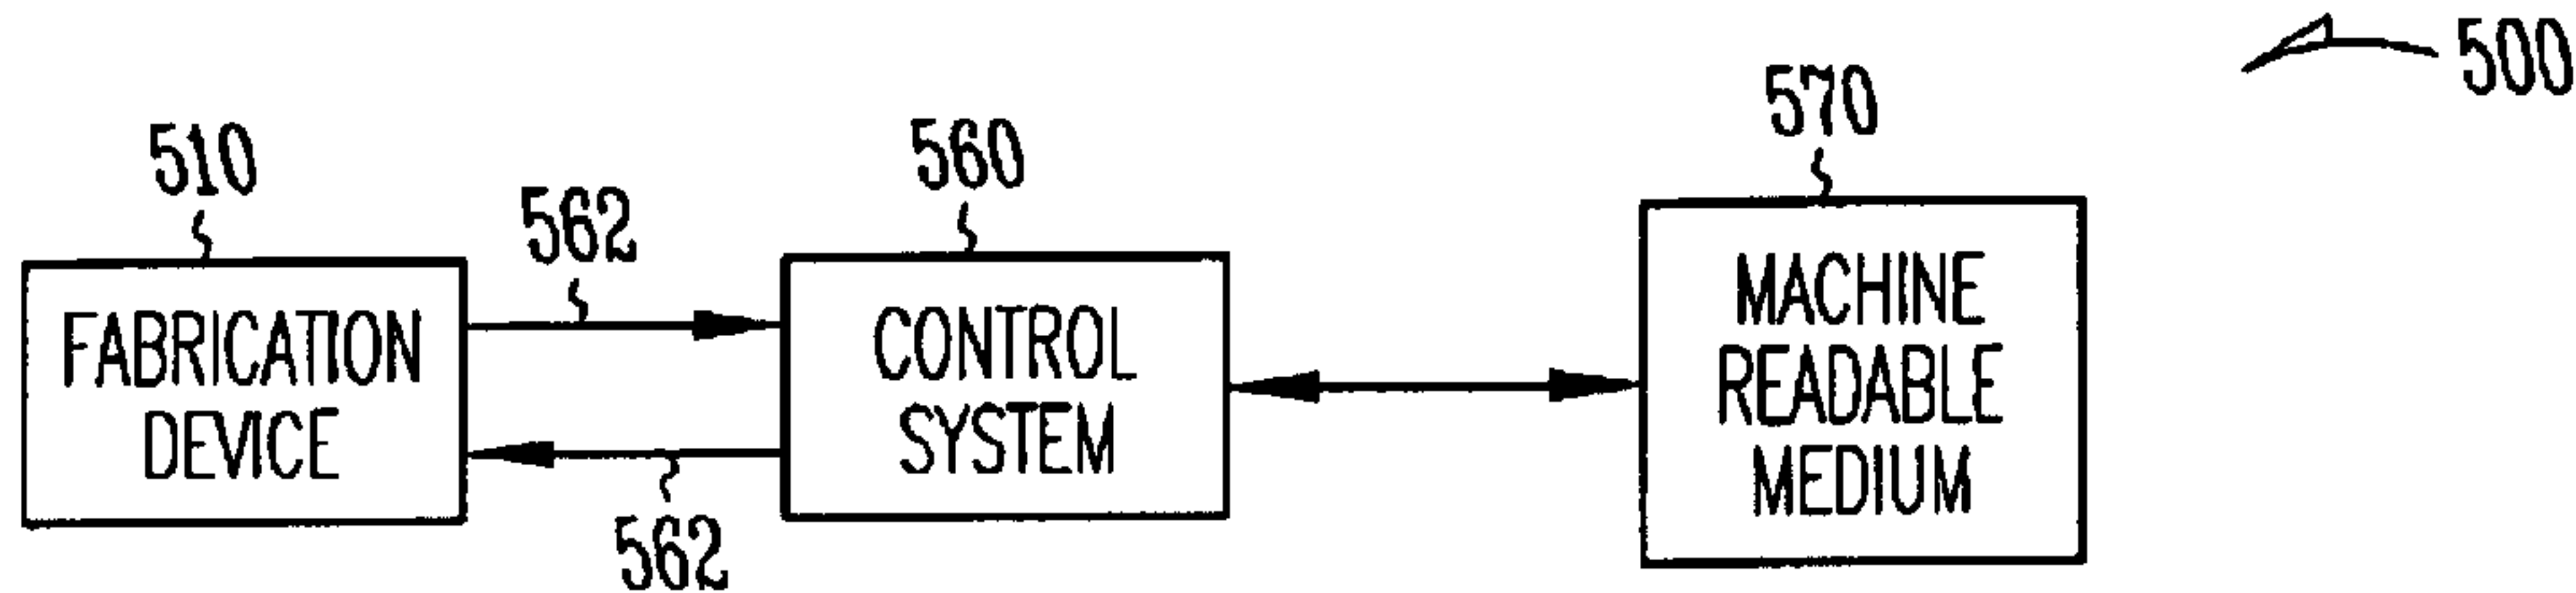 500
570
510
560
562
FABRICATION
DEVICE
CONTROL
SYSTEM
MACHINE
READABLE
MEDIUM
562